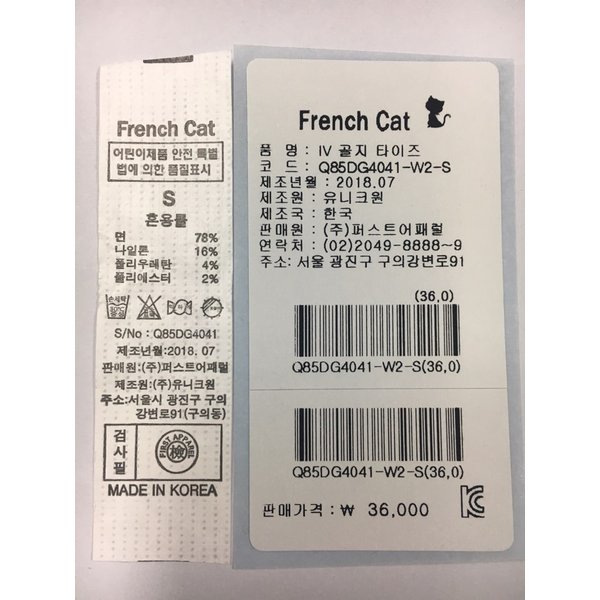 French Cat
어린이제품 안전 특별
법에 의한 품질표시
S
혼용률
면 78%
나일론 16%
폴리우레탄 4%
폴리에스터 2%
손세탁
S/No : Q85DG4041
제조년월:2018. 07
판매원:(주)퍼스트어패럴
제조원:(주)유니크원
주소:서울시 광진구 구의
강변로91(구의동)
검사필
FIRST APPAREL
檢
MADE IN KOREA
French Cat
품 명 : IV 골지 타이즈
코 드 : Q85DG4041-W2-S
제조년월 : 2018.07
제조원 : 유니크원
제조국 : 한국
판매원 : (주)퍼스트어패럴
연락처 : (02)2049-8888~9
주소: 서울 광진구 구의강변로91
(36,0)
Q85DG4041-W2-S(36,0)
Q85DG4041-W2-S(36,0)
판매가격 : ₩ 36,000